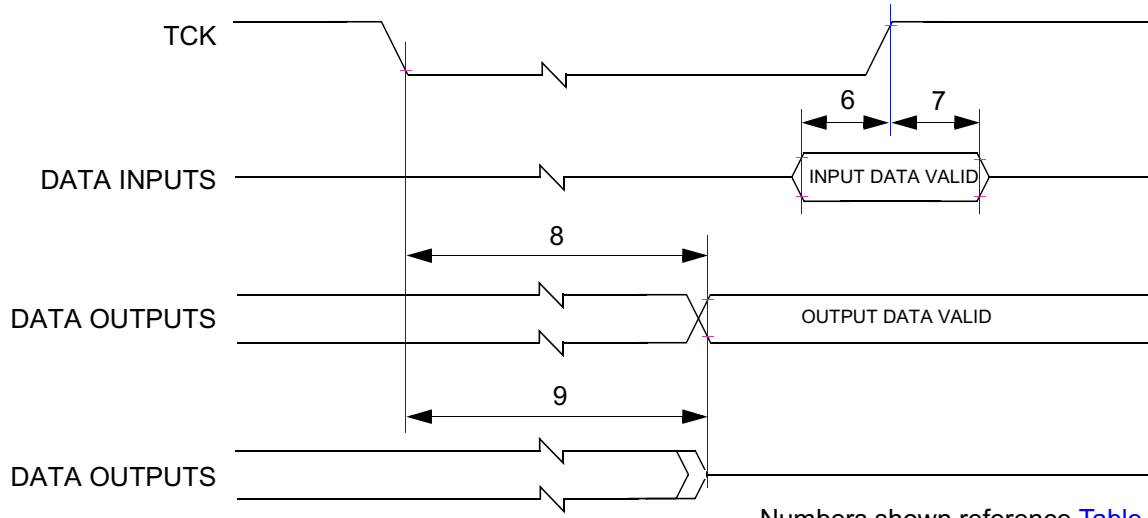 TCK
6 7
DATA INPUTS
INPUT DATA VALID
8
DATA OUTPUTS
OUTPUT DATA VALID
9
DATA OUTPUTS
Numbers shown reference Table